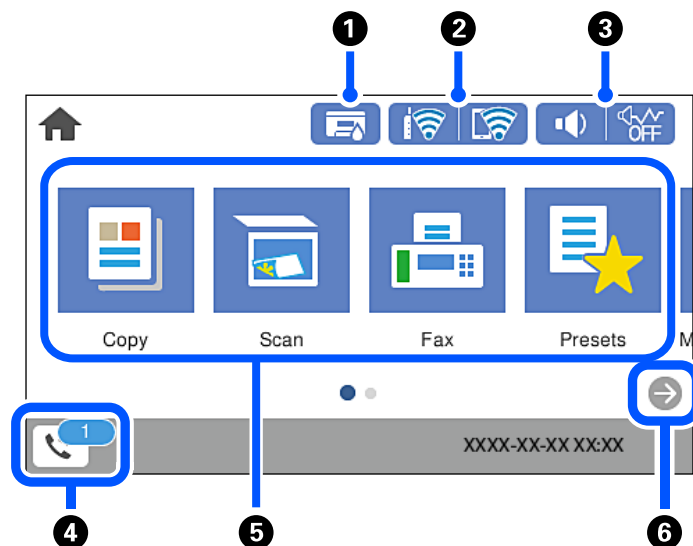 1 2 3
OFF
Copy Scan Fax Presets M
1
XXXX-XX-XX XX:XX
4 5 6